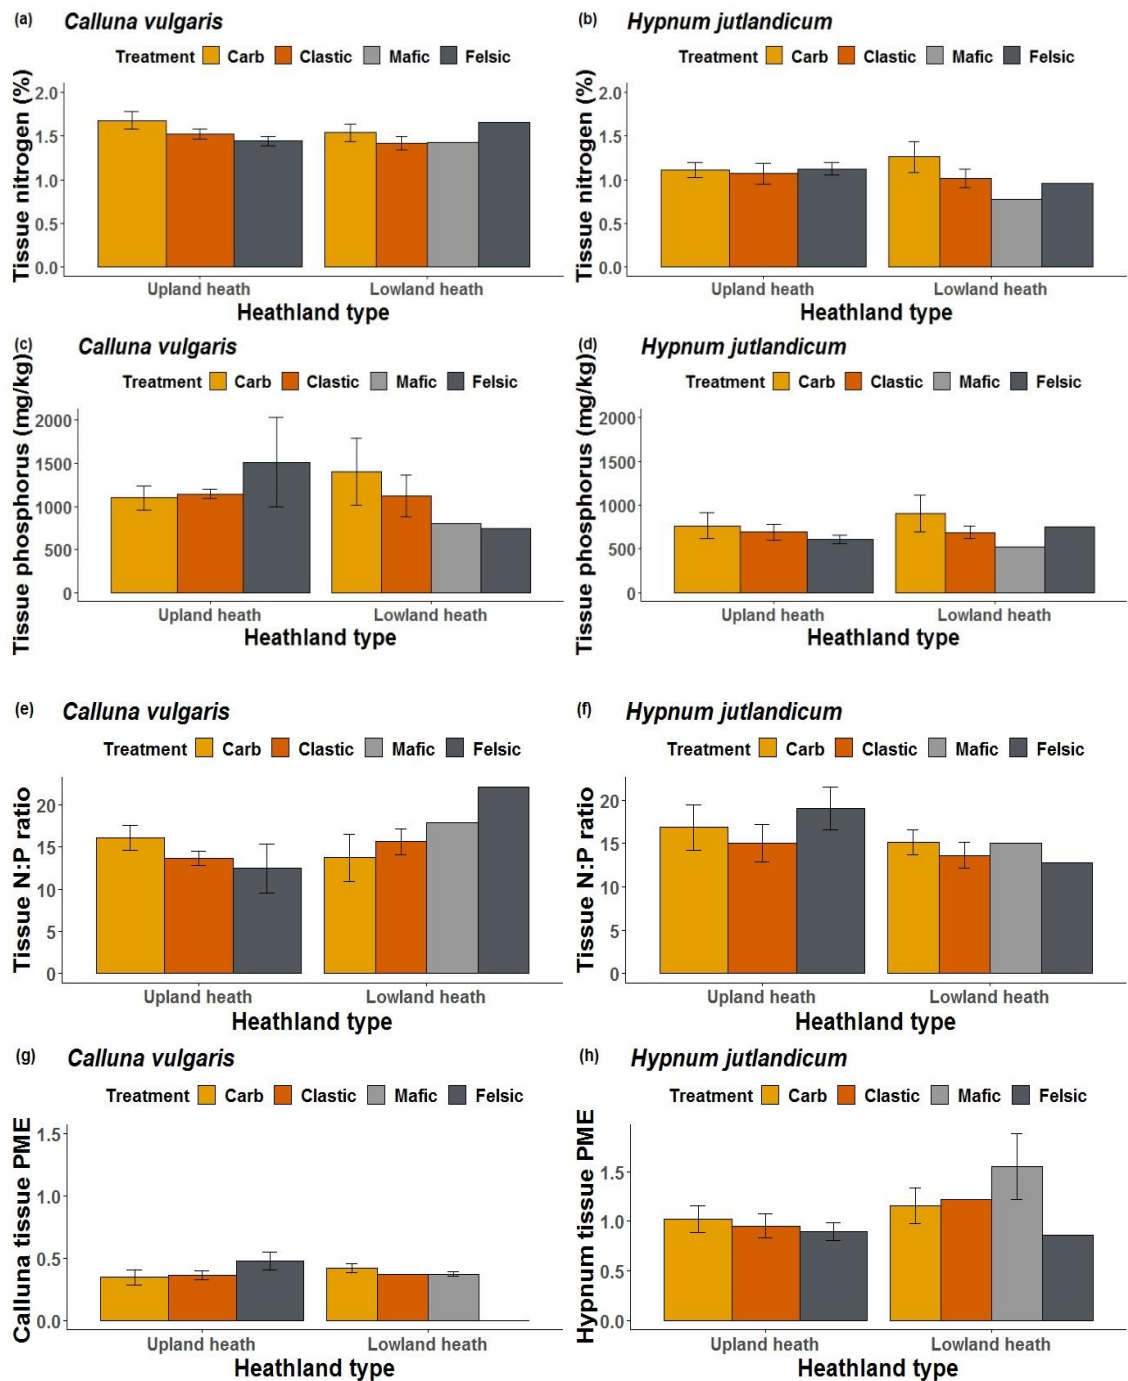 (a) Calluna vulgaris
Treatment Carb Clastic Mafic Felsic
Tissue nitrogen (%)
2.0
1.5
1.0
0.5
0.0
Upland heath Lowland heath
Heathland type
(b) Hypnum jutlandicum
Treatment Carb Clastic Mafic Felsic
Tissue nitrogen (%)
2.0
1.5
1.0
0.5
0.0
Upland heath Lowland heath
Heathland type
(c) Calluna vulgaris
Treatment Carb Clastic Mafic Felsic
Tissue phosphorus (mg/kg)
2000
1500
1000
500
0
Upland heath Lowland heath
Heathland type
(d) Hypnum jutlandicum
Treatment Carb Clastic Mafic Felsic
Tissue phosphorus (mg/kg)
2000
1500
1000
500
0
Upland heath Lowland heath
Heathland type
(e) Calluna vulgaris
Treatment Carb Clastic Mafic Felsic
Tissue N:P ratio
20
15
10
5
0
Upland heath Lowland heath
Heathland type
(f) Hypnum jutlandicum
Treatment Carb Clastic Mafic Felsic
Tissue N:P ratio
20
15
10
5
0
Upland heath Lowland heath
Heathland type
(g) Calluna vulgaris
Treatment Carb Clastic Mafic Felsic
Calluna tissue PME
1.5
1.0
0.5
0.0
Upland heath Lowland heath
Heathland type
(h) Hypnum jutlandicum
Treatment Carb Clastic Mafic Felsic
Hypnum tissue PME
1.5
1.0
0.5
0.0
Upland heath Lowland heath
Heathland type